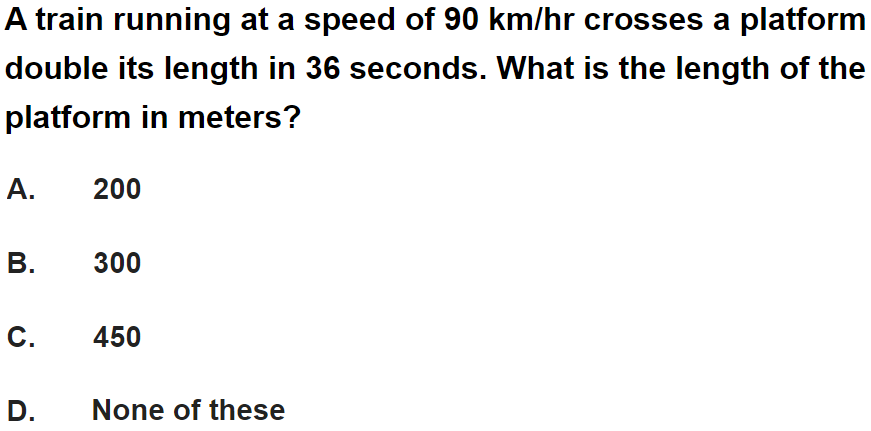 A train running at a speed of 90 km/hr crosses a platform
double its length in 36 seconds. What is the length of the
platform in meters?
A. 200
B. 300
C. 450
D. None of these